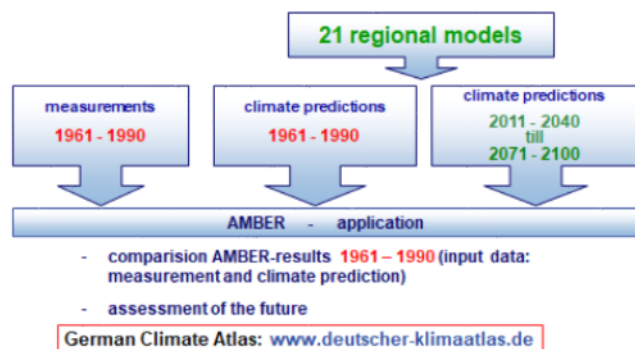 21 regional models
measurements
1961 - 1990
climate predictions
1961 - 1990
climate predictions
2011 - 2040
till
2071 - 2100
AMBER - application
- comparision AMBER-results 1961 – 1990 (input data:
measurement and climate prediction)
- assessment of the future
German Climate Atlas: www.deutscher-klimaatlas.de